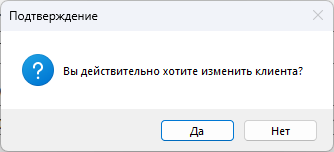 Подтверждение
Вы действительно хотите изменить клиента?
Да
Нет